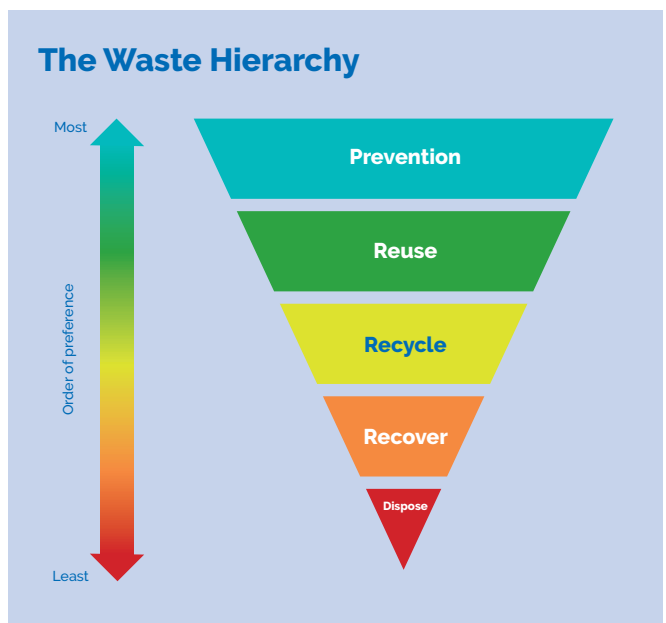 The Waste Hierarchy
Most
Prevention
Reuse
Order of preference
Recycle
Recover
Dispose
Least